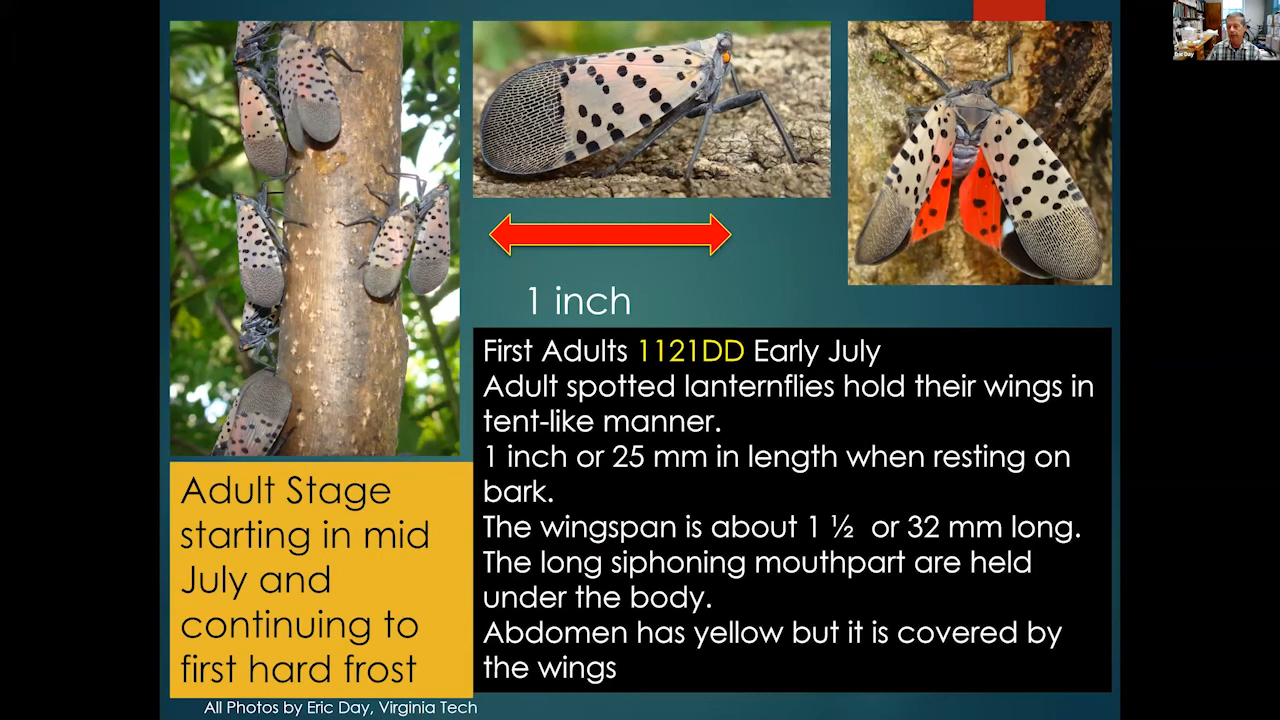 1 inch
First Adults 1121DD Early July
Adult spotted lanternflies hold their wings in
tent-like manner.
1 inch or 25 mm in length when resting on
bark.
The wingspan is about 1 ½ or 32 mm long.
The long siphoning mouthpart are held
under the body.
Abdomen has yellow but it is covered by
the wings
Adult Stage
starting in mid
July and
continuing to
first hard frost
All Photos by Eric Day, Virginia Tech
Eric Day